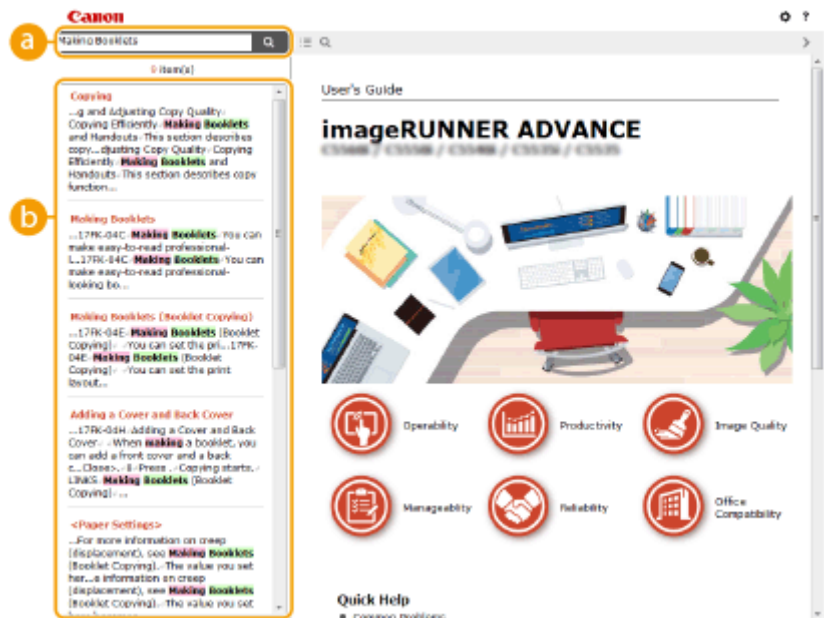 Canon
?
a
Making Booklets
9 item(s)
b
Copying
...g and Adjusting Copy Quality
Copying Efficiently Making Booklets
and Handouts This section describes
copy...djusting Copy Quality Copying
Efficiently Making Booklets and
Handouts This section describes copy
function...
Making Booklets
...17FK-04C Making Booklets You can
make easy-to-read professional-
l...17FK-04C Making Booklets You can
make easy-to-read professional-
looking bo...
Making Booklets (Booklet Copying)
...17FK-04E Making Booklets (Booklet
Copying) You can set the pri...17FK-
04E Making Booklets (Booklet
Copying) You can set the print
layout...
Adding a Cover and Back Cover
...17FK-04H Adding a Cover and Back
Cover When making a booklet, you
can add a front cover and a back
c...Close>. 8 Press . Copying starts.
LINKS Making Booklets (Booklet
Copying) ...
<Paper Settings>
...For more information on creep
(displacement), see Making Booklets
(Booklet Copying). The value you set
her...e information on creep
(displacement), see Making Booklets
(Booklet Copying). The value you set
User's Guide
imageRUNNER ADVANCE
Operability
Productivity
Image Quality
Manageability
Reliability
Office
Compatibility
Quick Help
Common Problems